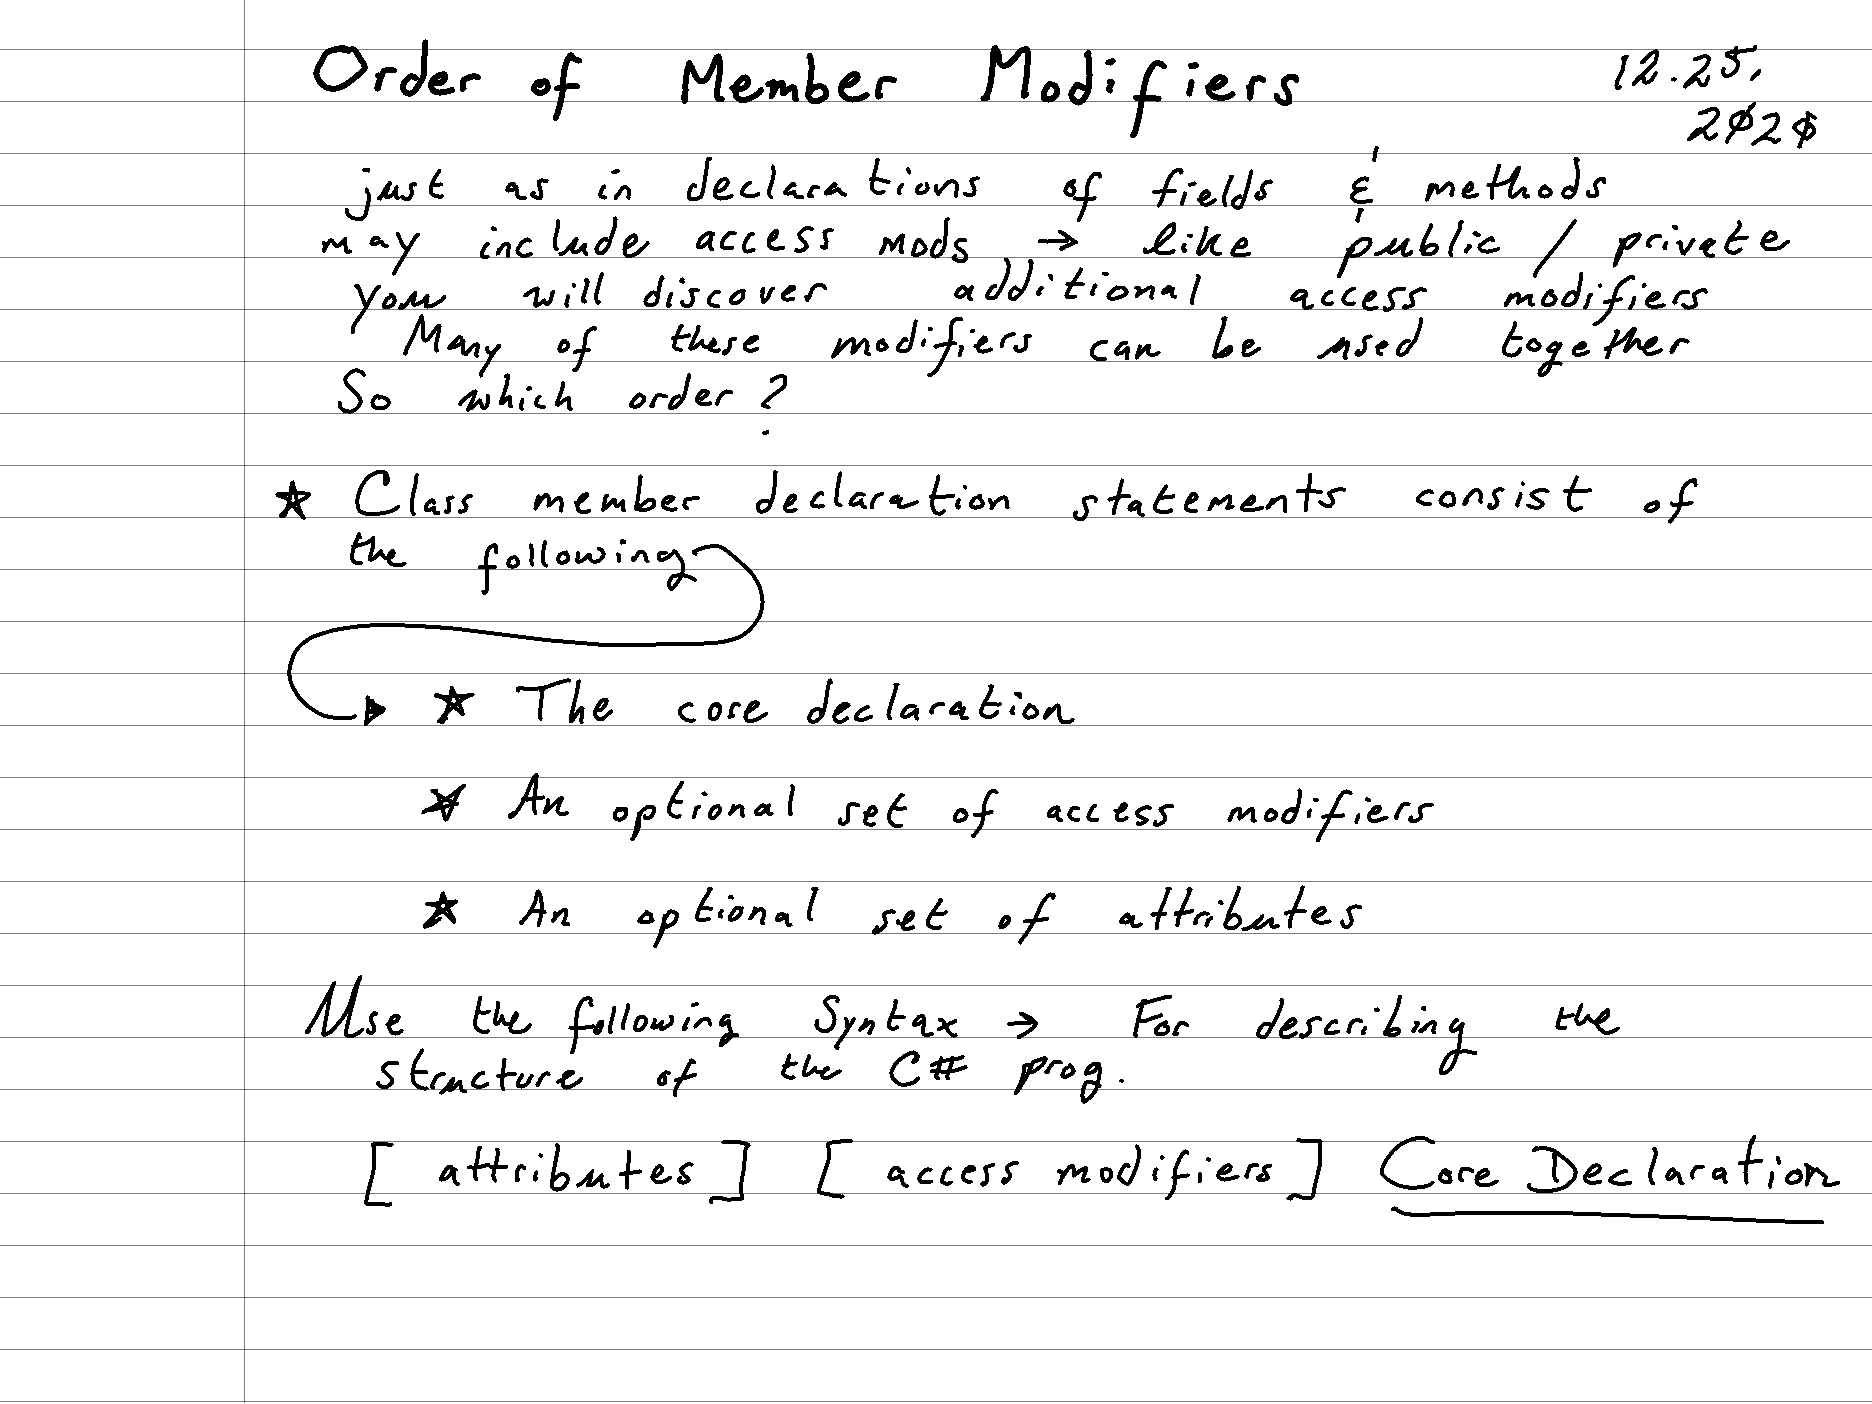 Order of Member Modifiers 12.25.
2020
just as in declarations of fields & methods
may include access mods → like public / private
you will discover additional access modifiers
Many of these modifiers can be used together
So which order?
★ Class member declaration statements consist of
the following
★ The core declaration
★ An optional set of access modifiers
★ An optional set of attributes
Use the following Syntax → For describing the
structure of the C# prog.
[ attributes ] [ access modifiers ] Core Declaration